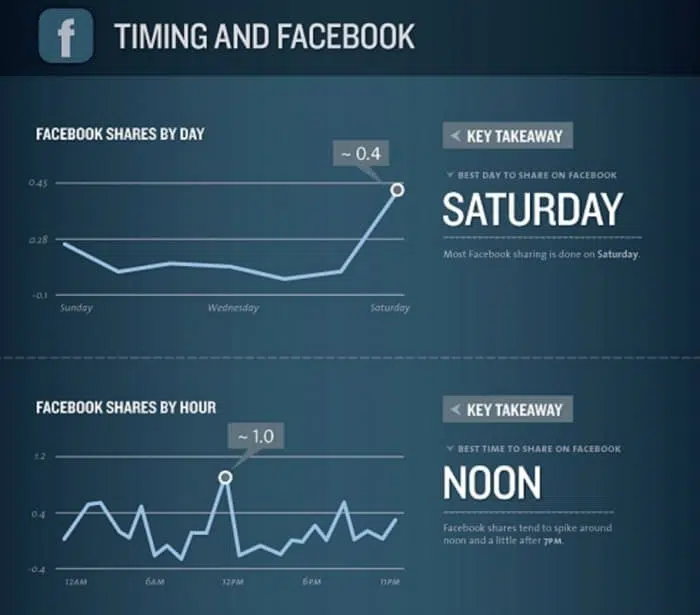 f
TIMING AND FACEBOOK
FACEBOOK SHARES BY DAY
~ 0.4
0.45
0.28
-0.1
Sunday
Wednesday
Saturday
KEY TAKEAWAY
BEST DAY TO SHARE ON FACEBOOK
SATURDAY
Most Facebook sharing is done on Saturday.
FACEBOOK SHARES BY HOUR
~ 1.0
1.2
0.4
-0.4
12AM
6AM
12PM
6PM
11PM
KEY TAKEAWAY
BEST TIME TO SHARE ON FACEBOOK
NOON
Facebook shares tend to spike around
noon and a little after 7PM.